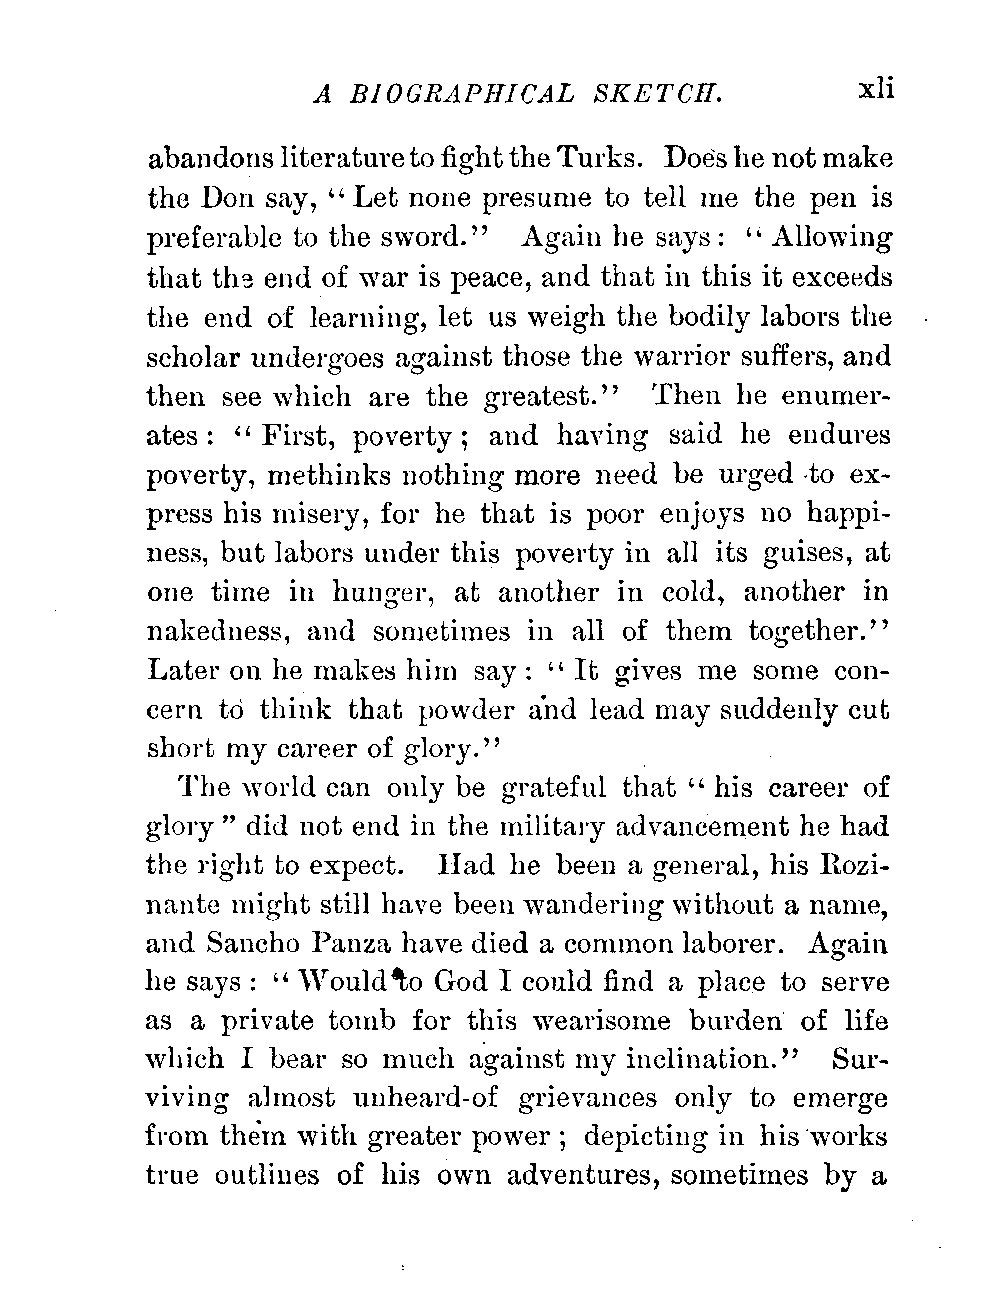 A BIOGRAPHICAL SKETCH. xli
abandons literature to fight the Turks. Does he not make
the Don say, “ Let none presume to tell me the pen is
preferable to the sword.” Again he says : “ Allowing
that the end of war is peace, and that in this it exceeds
the end of learning, let us weigh the bodily labors the
scholar undergoes against those the warrior suffers, and
then see which are the greatest.” Then he enumer-
ates : “ First, poverty ; and having said he endures
poverty, methinks nothing more need be urged to ex-
press his misery, for he that is poor enjoys no happi-
ness, but labors under this poverty in all its guises, at
one time in hunger, at another in cold, another in
nakedness, and sometimes in all of them together.”
Later on he makes him say : “ It gives me some con-
cern to think that powder and lead may suddenly cut
short my career of glory.”
The world can only be grateful that “ his career of
glory ” did not end in the military advancement he had
the right to expect. Had he been a general, his Rozi-
nante might still have been wandering without a name,
and Sancho Panza have died a common laborer. Again
he says : “ Would to God I could find a place to serve
as a private tomb for this wearisome burden of life
which I bear so much against my inclination.” Sur-
viving almost unheard-of grievances only to emerge
from them with greater power ; depicting in his works
true outlines of his own adventures, sometimes by a